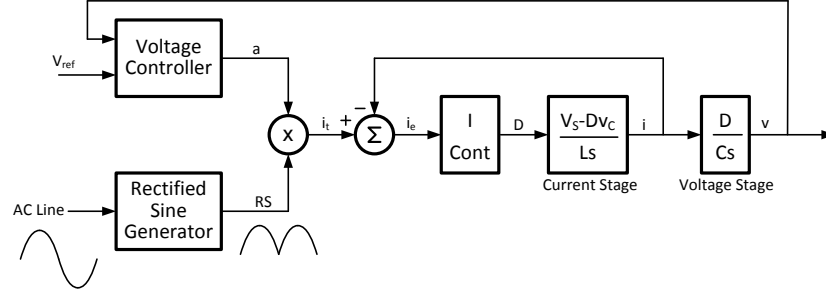 Voltage
Controller
V_ref
a
x
i_t
+
−
Σ
i_e
I
Cont
D
V_S-Dv_C
Ls
i
D
Cs
v
Current Stage
Voltage Stage
AC Line
Rectified
Sine
Generator
RS